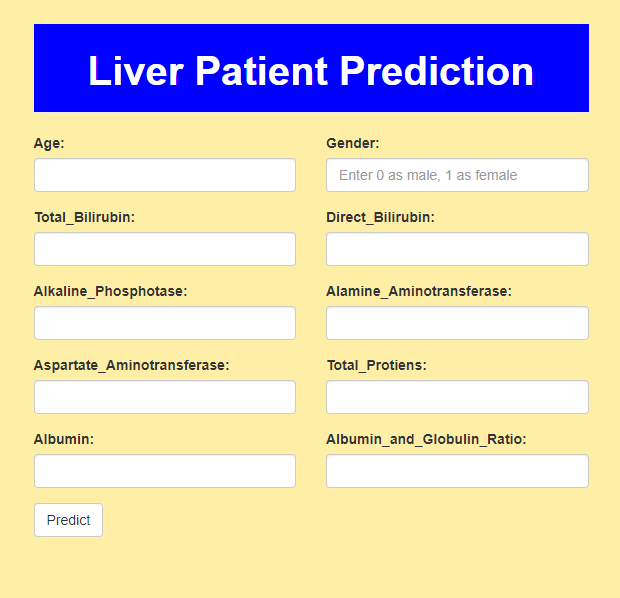 Liver Patient Prediction
Age:
Gender:
Enter 0 as male, 1 as female
Total_Bilirubin:
Direct_Bilirubin:
Alkaline_Phosphotase:
Alamine_Aminotransferase:
Aspartate_Aminotransferase:
Total_Protiens:
Albumin:
Albumin_and_Globulin_Ratio:
Predict